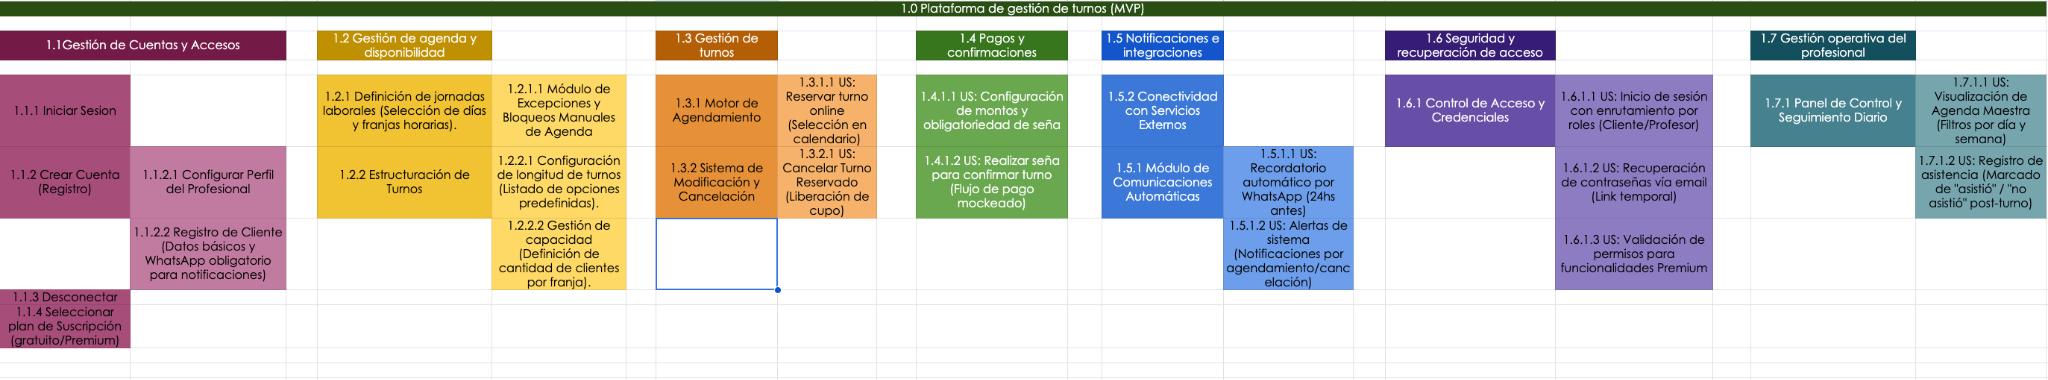 1.0 Plataforma de gestión de turnos (MVP)
1.1Gestión de Cuentas y Accesos
1.2 Gestión de agenda y
disponibilidad
1.3 Gestión de
turnos
1.4 Pagos y
confirmaciones
1.5 Notificaciones e
integraciones
1.6 Seguridad y
recuperación de acceso
1.7 Gestión operativa del
profesional
1.1.1 Iniciar Sesion
1.2.1 Definición de jornadas
laborales (Selección de días
y franjas horarias).
1.2.1.1 Módulo de
Excepciones y
Bloqueos Manuales
de Agenda
1.3.1 Motor de
Agendamiento
1.3.1.1 US:
Reservar turno
online
(Selección en
calendario)
1.4.1.1 US: Configuración
de montos y
obligatoriedad de seña
1.5.2 Conectividad
con Servicios
Externos
1.6.1 Control de Acceso y
Credenciales
1.6.1.1 US: Inicio de sesión
con enrutamiento por
roles (Cliente/Profesor)
1.7.1 Panel de Control y
Seguimiento Diario
1.7.1.1 US:
Visualización de
Agenda Maestra
(Filtros por día y
semana)
1.1.2 Crear Cuenta
(Registro)
1.1.2.1 Configurar Perfil
del Profesional
1.2.2 Estructuración de
Turnos
1.2.2.1 Configuración
de longitud de turnos
(Listado de opciones
predefinidas).
1.3.2 Sistema de
Modificación y
Cancelación
1.3.2.1 US:
Cancelar Turno
Reservado
(Liberación de
cupo)
1.4.1.2 US: Realizar seña
para confirmar turno
(Flujo de pago
mockeado)
1.5.1 Módulo de
Comunicaciones
Automáticas
1.5.1.1 US:
Recordatorio
automático por
WhatsApp (24hs
antes)
1.6.1.2 US: Recuperación
de contraseñas vía email
(Link temporal)
1.7.1.2 US: Registro de
asistencia (Marcado
de "asistió" / "no
asistió" post-turno)
1.1.2.2 Registro de Cliente
(Datos básicos y
WhatsApp obligatorio
para notificaciones)
1.2.2.2 Gestión de
capacidad
(Definición de
cantidad de clientes
por franja).
1.5.1.2 US: Alertas de
sistema
(Notificaciones por
agendamiento/canc
elación)
1.6.1.3 US: Validación de
permisos para
funcionalidades Premium
1.1.3 Desconectar
1.1.4 Seleccionar
plan de Suscripción
(gratuito/Premium)